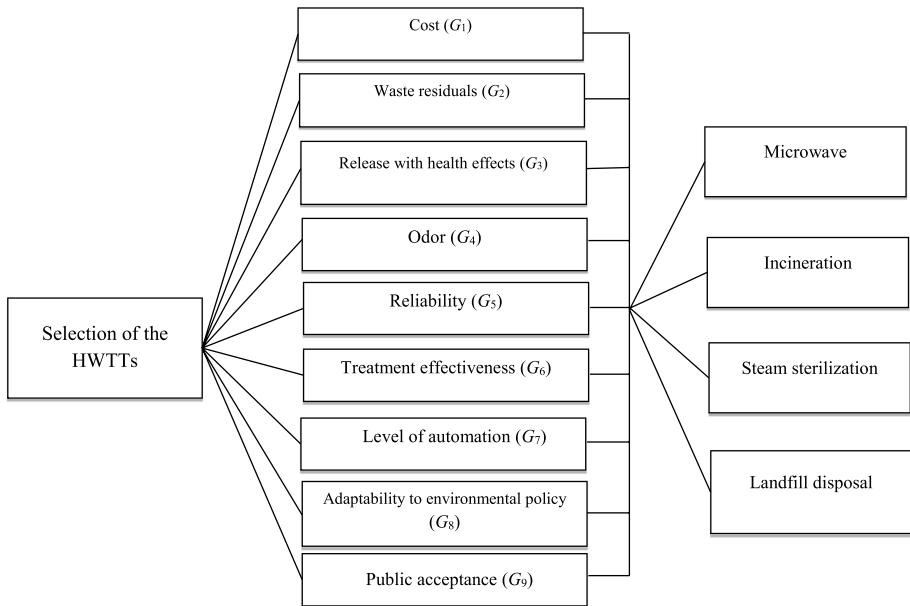 Selection of the
HWTTs
Cost (G1)
Waste residuals (G2)
Release with health effects (G3)
Odor (G4)
Reliability (G5)
Treatment effectiveness (G6)
Level of automation (G7)
Adaptability to environmental policy
(G8)
Public acceptance (G9)
Microwave
Incineration
Steam sterilization
Landfill disposal